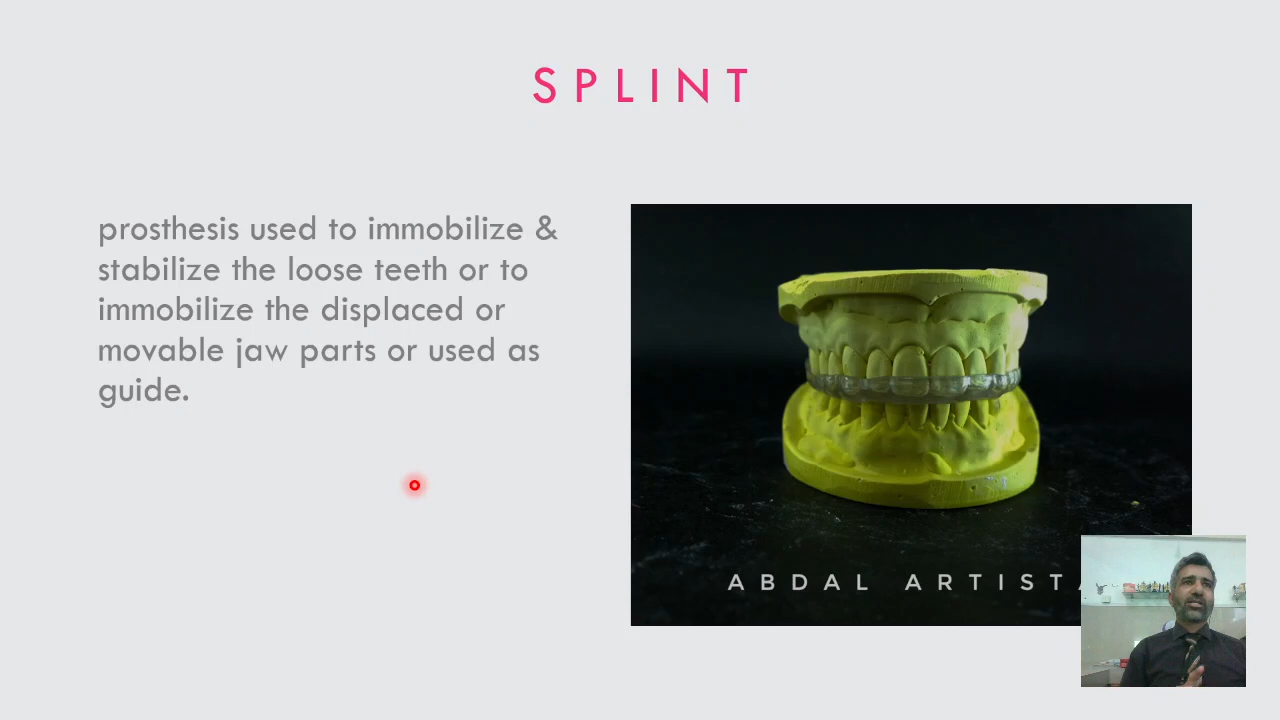 SPLINT
prosthesis used to immobilize &
stabilize the loose teeth or to
immobilize the displaced or
movable jaw parts or used as
guide.
ABDAL ARTISTA